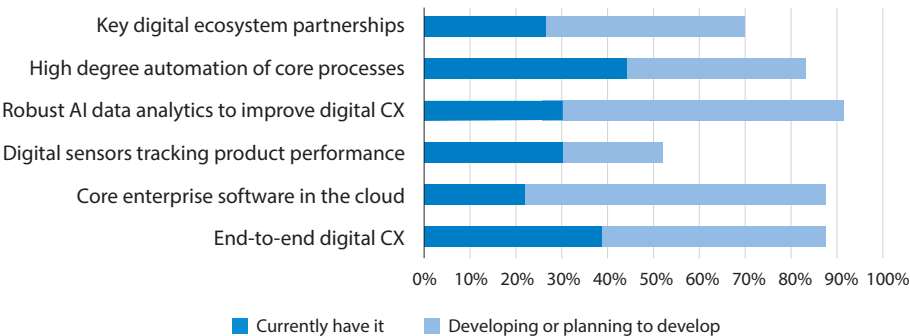 Key digital ecosystem partnerships
High degree automation of core processes
Robust AI data analytics to improve digital CX
Digital sensors tracking product performance
Core enterprise software in the cloud
End-to-end digital CX
0% 10% 20% 30% 40% 50% 60% 70% 80% 90% 100%
Currently have it Developing or planning to develop